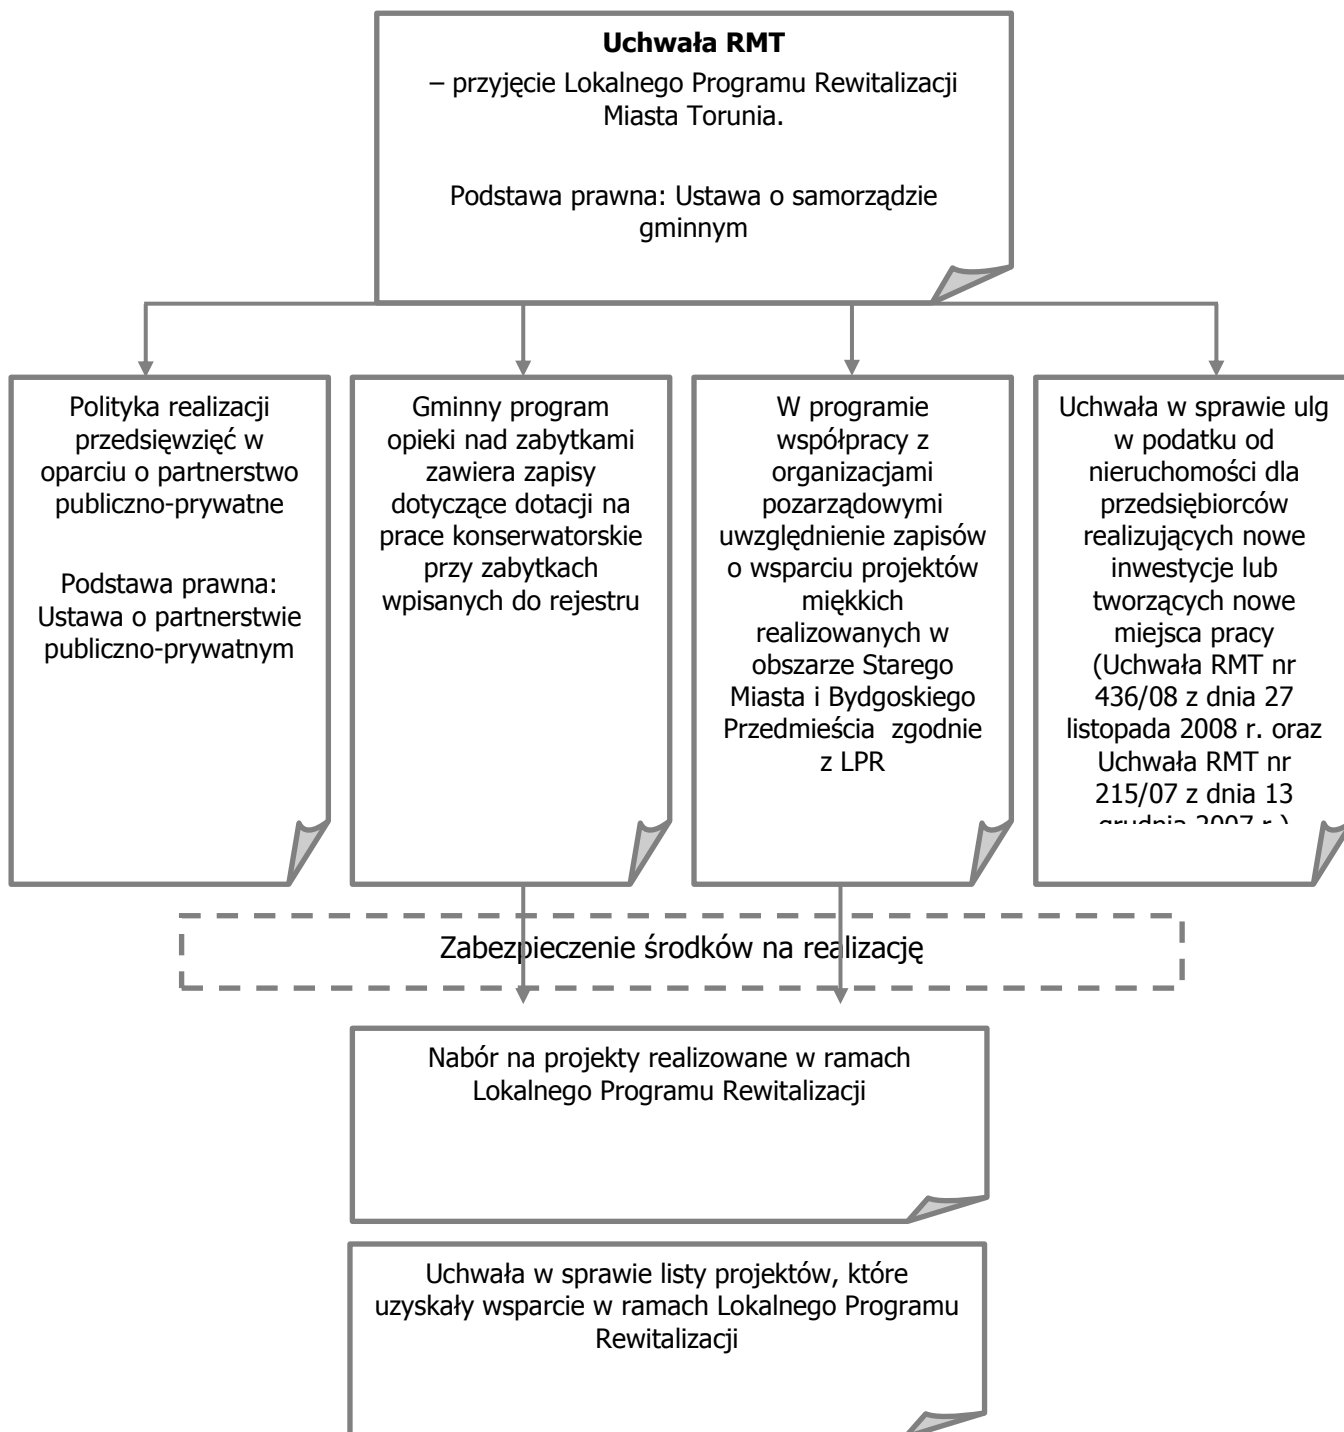 Uchwała RMT
– przyjęcie Lokalnego Programu Rewitalizacji
Miasta Torunia.
Podstawa prawna: Ustawa o samorządzie
gminnym
Polityka realizacji
przedsięwzięć w
oparciu o partnerstwo
publiczno-prywatne
Podstawa prawna:
Ustawa o partnerstwie
publiczno-prywatnym
Gminny program
opieki nad zabytkami
zawiera zapisy
dotyczące dotacji na
prace konserwatorskie
przy zabytkach
wpisanych do rejestru
W programie
współpracy z
organizacjami
pozarządowymi
uwzględnienie zapisów
o wsparciu projektów
miękkich
realizowanych w
obszarze Starego
Miasta i Bydgoskiego
Przedmieścia zgodnie
z LPR
Uchwała w sprawie ulg
w podatku od
nieruchomości dla
przedsiębiorców
realizujących nowe
inwestycje lub
tworzących nowe
miejsca pracy
(Uchwała RMT nr
436/08 z dnia 27
listopada 2008 r. oraz
Uchwała RMT nr
215/07 z dnia 13
grudnia 2007 r.)
Zabezpieczenie środków na realizację
Nabór na projekty realizowane w ramach
Lokalnego Programu Rewitalizacji
Uchwała w sprawie listy projektów, które
uzyskały wsparcie w ramach Lokalnego Programu
Rewitalizacji